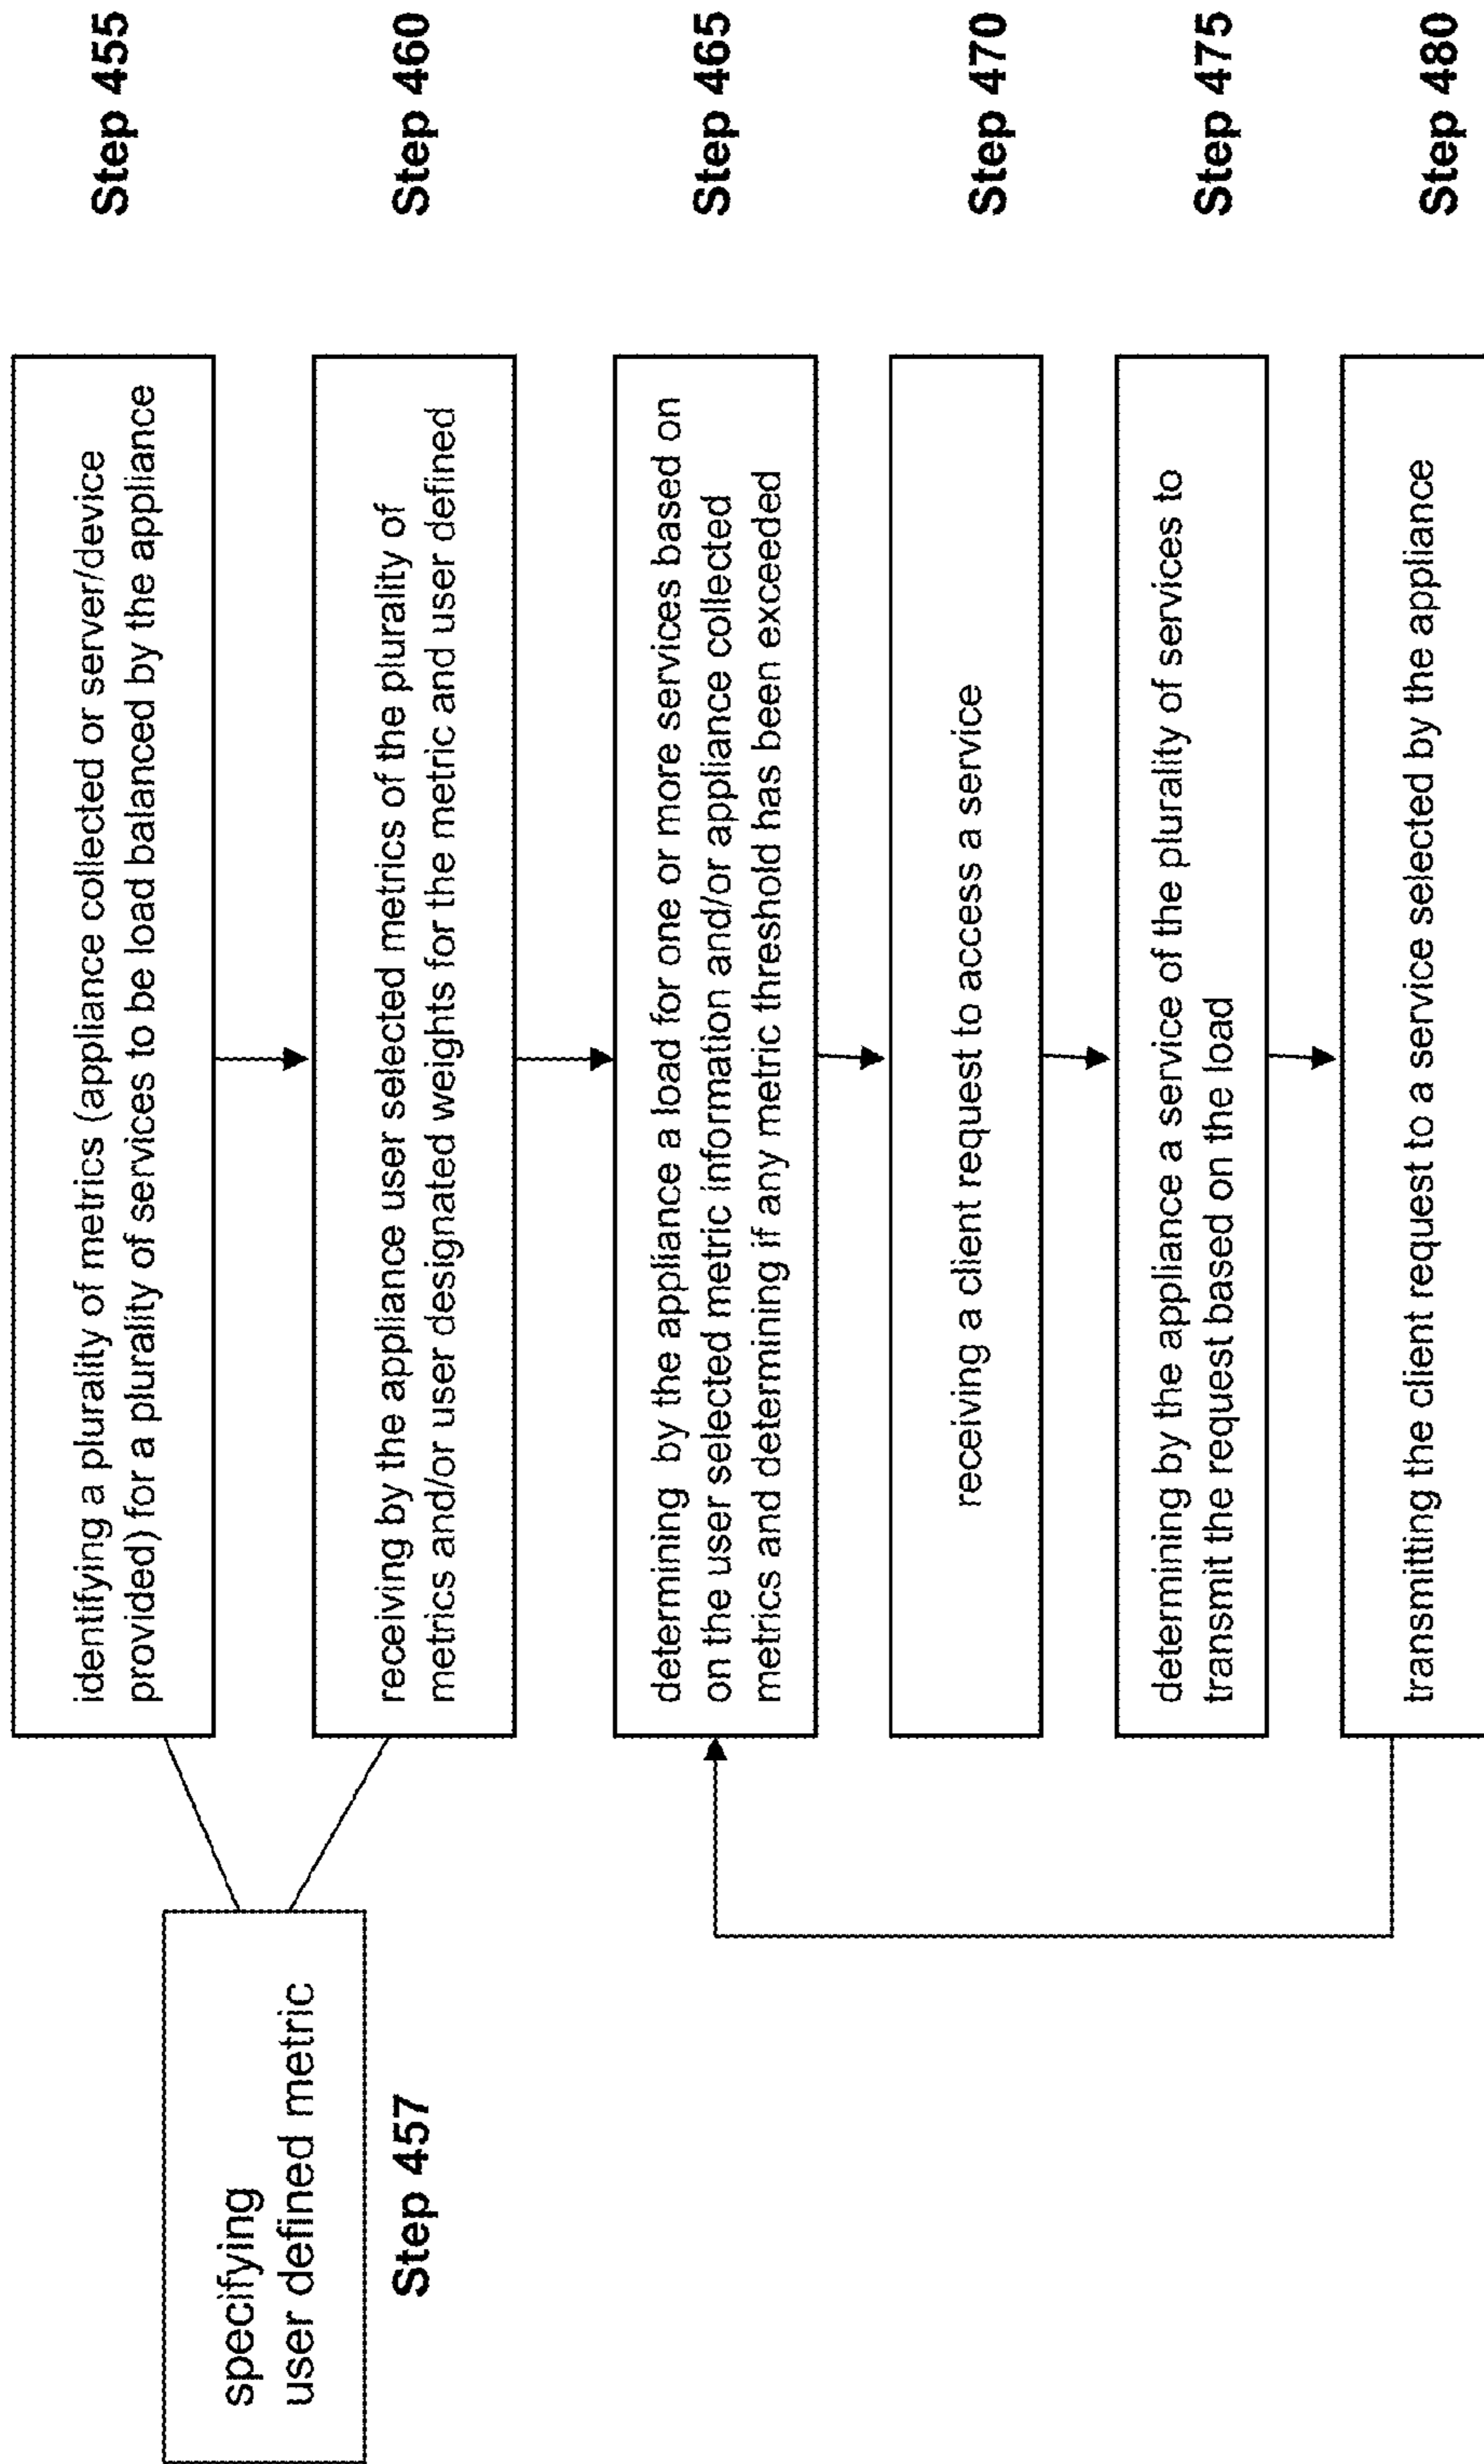 identifying a plurality of metrics (appliance collected or server/device
provided) for a plurality of services to be load balanced by the appliance
Step 455
specifying
user defined metric
Step 457
receiving by the appliance user selected metrics of the plurality of
metrics and/or user designated weights for the metric and user defined
Step 460
determining by the appliance a load for one or more services based on
on the user selected metric information and/or appliance collected
metrics and determining if any metric threshold has been exceeded
Step 465
receiving a client request to access a service
Step 470
determining by the appliance a service of the plurality of services to
transmit the request based on the load
Step 475
transmitting the client request to a service selected by the appliance
Step 480